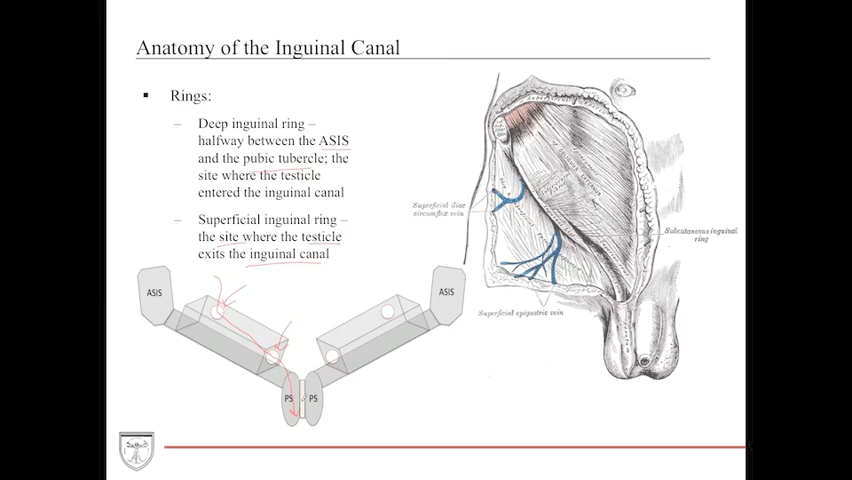 Anatomy of the Inguinal Canal
▪ Rings:
– Deep inguinal ring –
halfway between the ASIS
and the pubic tubercle; the
site where the testicle
entered the inguinal canal
– Superficial inguinal ring –
the site where the testicle
exits the inguinal canal
Superficial iliac
circumflex vein
Subcutaneous inguinal
ring
Superficial epigastric vein
ASIS
ASIS
PS
PS